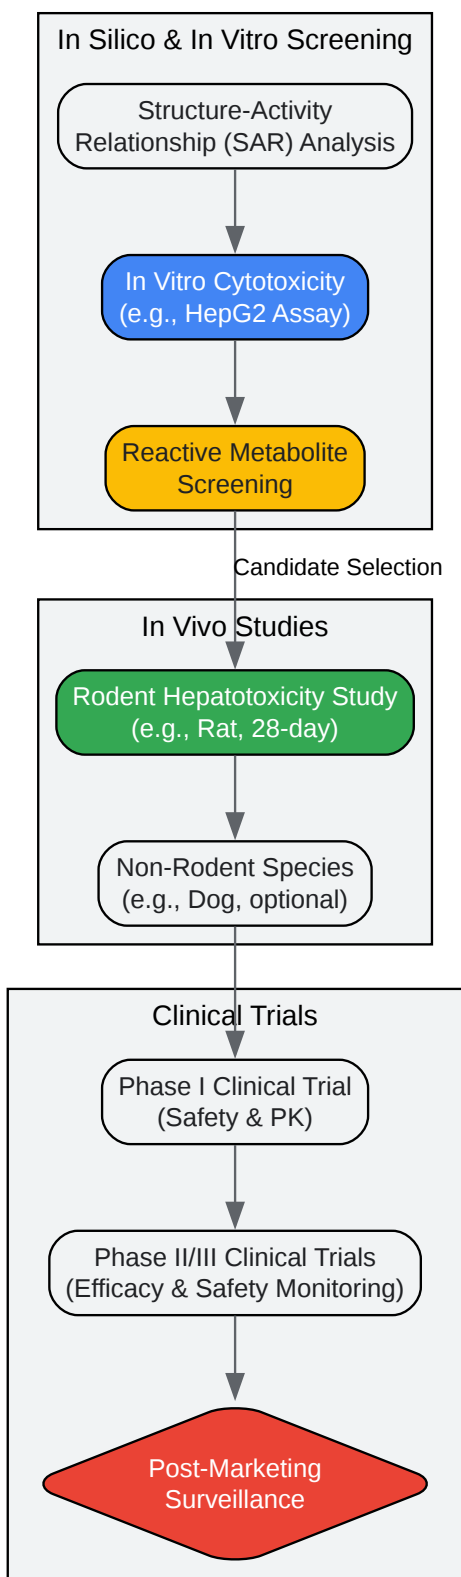 In Silico & In Vitro Screening
Structure-Activity
Relationship (SAR) Analysis
In Vitro Cytotoxicity
(e.g., HepG2 Assay)
Reactive Metabolite
Screening
Candidate Selection
In Vivo Studies
Rodent Hepatotoxicity Study
(e.g., Rat, 28-day)
Non-Rodent Species
(e.g., Dog, optional)
Clinical Trials
Phase I Clinical Trial
(Safety & PK)
Phase II/III Clinical Trials
(Efficacy & Safety Monitoring)
Post-Marketing
Surveillance